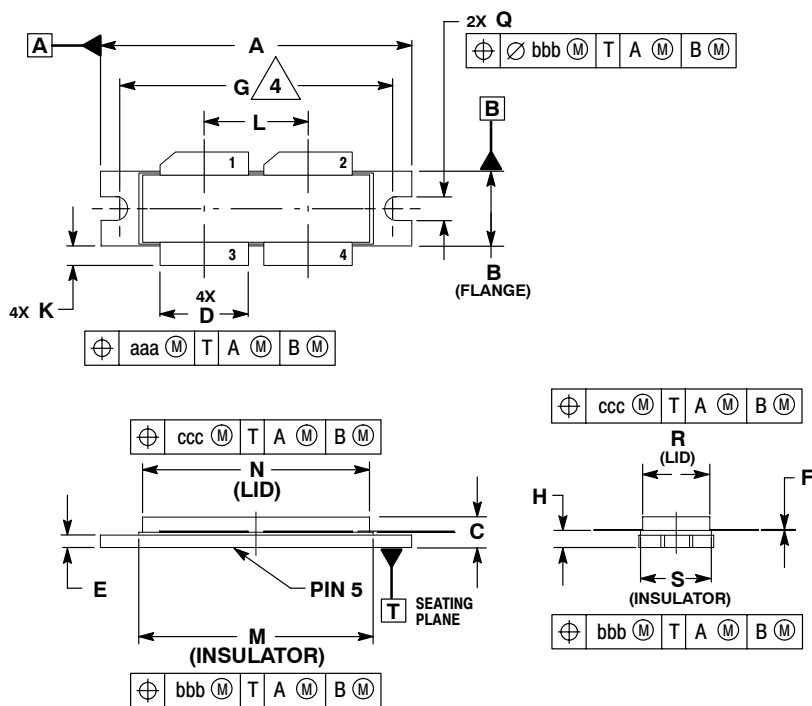 A
A
2X Q
⌖ ∅ bbb Ⓜ T A Ⓜ B Ⓜ
G 4
B
L
1 2
3 4
B
(FLANGE)
4X K
4X
D
⌖ aaa Ⓜ T A Ⓜ B Ⓜ
⌖ ccc Ⓜ T A Ⓜ B Ⓜ
N
(LID)
C
E
PIN 5
T SEATING
PLANE
M
(INSULATOR)
⌖ bbb Ⓜ T A Ⓜ B Ⓜ
⌖ ccc Ⓜ T A Ⓜ B Ⓜ
R
(LID)
F
H
S
(INSULATOR)
⌖ bbb Ⓜ T A Ⓜ B Ⓜ